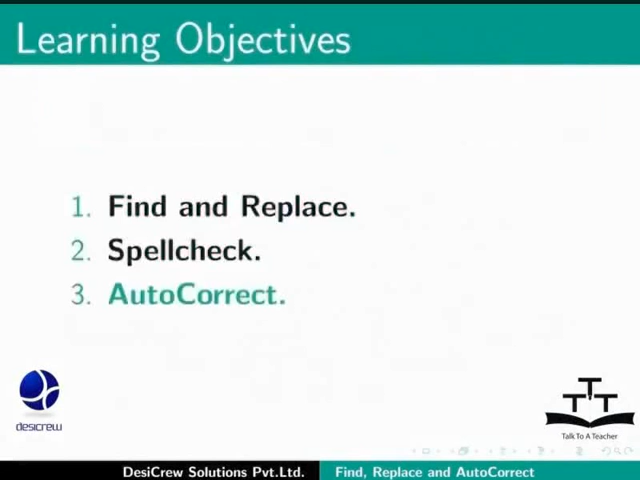 Learning Objectives
1. Find and Replace.
2. Spellcheck.
3. AutoCorrect.
desicrew
TTT
Talk To A Teacher
DesiCrew Solutions Pvt.Ltd. Find, Replace and AutoCorrect